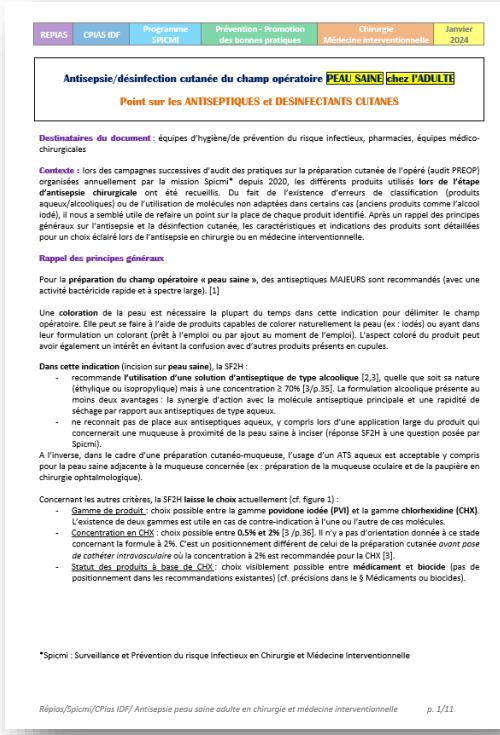 REPIAS CPIAS IDF Programme SPICMI Prévention - Promotion des bonnes pratiques Chirurgie Médecine interventionnelle Janvier 2024
Antisepsie/désinfection cutanée du champ opératoire PEAU SAINE chez l'ADULTE
Point sur les ANTISEPTIQUES et DESINFECTANTS CUTANES
Destinataires du document : équipes d'hygiène/de prévention du risque infectieux, pharmacies, équipes médico-
chirurgicales
Contexte : lors des campagnes successives d'audit des pratiques sur la préparation cutanée de l'opéré (audit PREOP)
organisées annuellement par la mission Spicmi* depuis 2020, les différents produits utilisés lors de l'étape
d'antisepsie chirurgicale ont été recueillis. Du fait de l'existence d'erreurs de classification (produits
aqueux/alcooliques) ou de l'utilisation de molécules non adaptées dans certains cas (anciens produits comme l'alcool
iodé), il nous a semblé utile de refaire un point sur la place de chaque produit identifié. Après un rappel des principes
généraux sur l'antisepsie et la désinfection cutanée, les caractéristiques et indications des produits sont détaillées
pour un choix éclairé lors de l'antisepsie en chirurgie ou en médecine interventionnelle.
Rappel des principes généraux
Pour la préparation du champ opératoire « peau saine », des antiseptiques MAJEURS sont recommandés (avec une
activité bactéricide rapide et à spectre large). [1]
Une coloration de la peau est nécessaire la plupart du temps dans cette indication pour délimiter le champ
opératoire. Elle peut se faire à l'aide de produits capables de colorer naturellement la peau (ex : iodés) ou ayant dans
leur formulation un colorant (prêt à l'emploi ou par ajout au moment de l'emploi). L'aspect coloré du produit peut
avoir également un intérêt en évitant la confusion avec d'autres produits présents en cupules.
Dans cette indication (incision sur peau saine), la SF2H :
- recommande l'utilisation d'une solution d'antiseptique de type alcoolique [2,3], quelle que soit sa nature
(éthylique ou isopropylique) mais à une concentration ≥ 70% [3/p.35]. La formulation alcoolique présente au
moins deux avantages : la synergie d'action avec la molécule antiseptique principale et une rapidité de
séchage par rapport aux antiseptiques de type aqueux.
- ne reconnait pas de place aux antiseptiques aqueux, y compris lors d'une application large du produit qui
concernerait une muqueuse à proximité de la peau saine à inciser (réponse SF2H à une question posée par
Spicmi).
A l'inverse, dans le cadre d'une préparation cutanéo-muqueuse, l'usage d'un ATS aqueux est acceptable y compris
pour la peau saine adjacente à la muqueuse concernée (ex : préparation de la muqueuse oculaire et de la paupière en
chirurgie ophtalmologique).
Concernant les autres critères, la SF2H laisse le choix actuellement (cf. figure 1) :
- Gamme de produit : choix possible entre la gamme povidone iodée (PVI) et la gamme chlorhexidine (CHX).
L'existence de deux gammes est utile en cas de contre-indication à l'une ou l'autre de ces molécules.
- Concentration en CHX : choix possible entre 0,5% et 2% [3 /p.36]. Il n'y a pas d'orientation donnée à ce stade
concernant la formule à 2%. C'est un positionnement différent de celui de la préparation cutanée avant pose
de cathéter intravasculaire où la concentration à 2% est recommandée pour la CHX [3].
- Statut des produits à base de CHX : choix visiblement possible entre médicament et biocide (pas de
positionnement dans les recommandations existantes) (cf. précisions dans le § Médicaments ou biocides).
*Spicmi : Surveillance et Prévention du risque Infectieux en Chirurgie et Médecine Interventionnelle
Répias/Spicmi/CPias IDF/ Antisepsie peau saine adulte en chirurgie et médecine interventionnelle p. 1/11